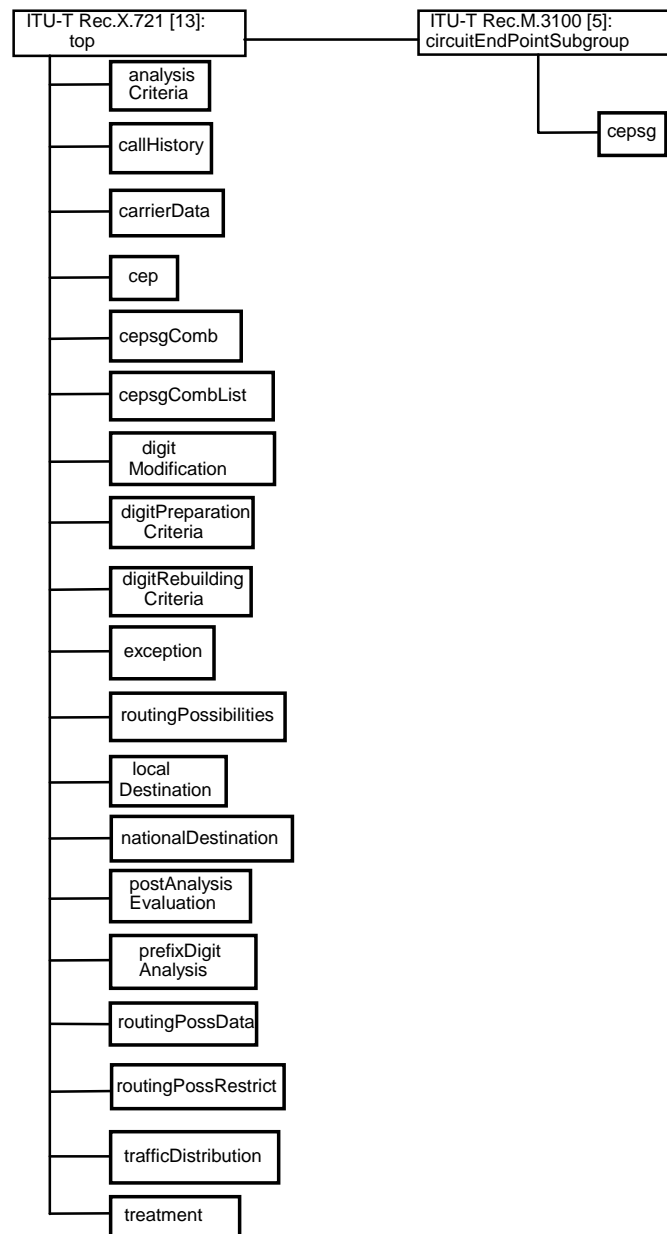 ITU-T Rec.X.721 [13]:
top
ITU-T Rec.M.3100 [5]:
circuitEndPointSubgroup
cepsg
analysis
Criteria
callHistory
carrierData
cep
cepsgComb
cepsgCombList
digit
Modification
digitPreparation
Criteria
digitRebuilding
Criteria
exception
routingPossibilities
local
Destination
nationalDestination
postAnalysis
Evaluation
prefixDigit
Analysis
routingPossData
routingPossRestrict
trafficDistribution
treatment